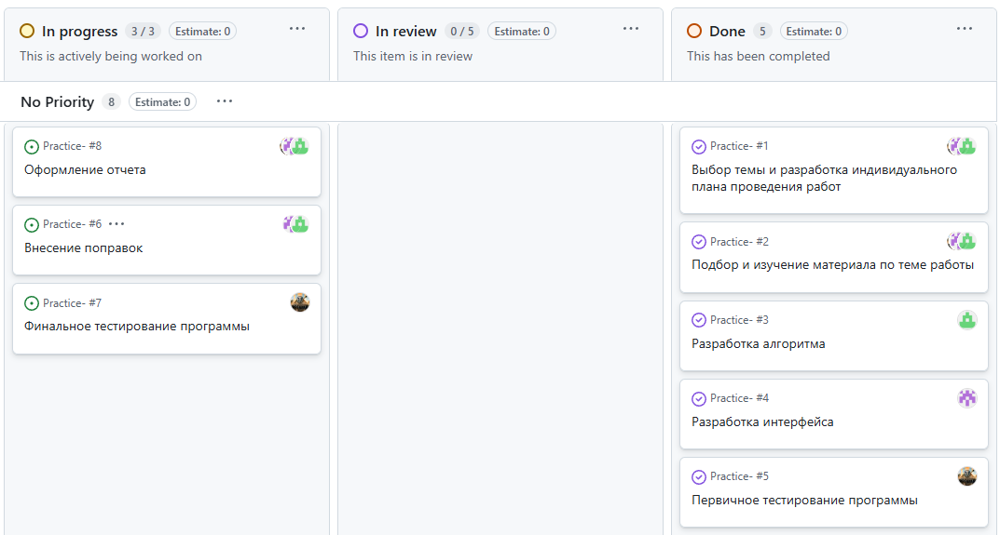 In progress 3 / 3 Estimate: 0
This is actively being worked on
In review 0 / 5 Estimate: 0
This item is in review
Done 5 Estimate: 0
This has been completed
No Priority 8 Estimate: 0
Practice- #8
Оформление отчета
Practice- #6
Внесение поправок
Practice- #7
Финальное тестирование программы
Practice- #1
Выбор темы и разработка индивидуального
плана проведения работ
Practice- #2
Подбор и изучение материала по теме работы
Practice- #3
Разработка алгоритма
Practice- #4
Разработка интерфейса
Practice- #5
Первичное тестирование программы